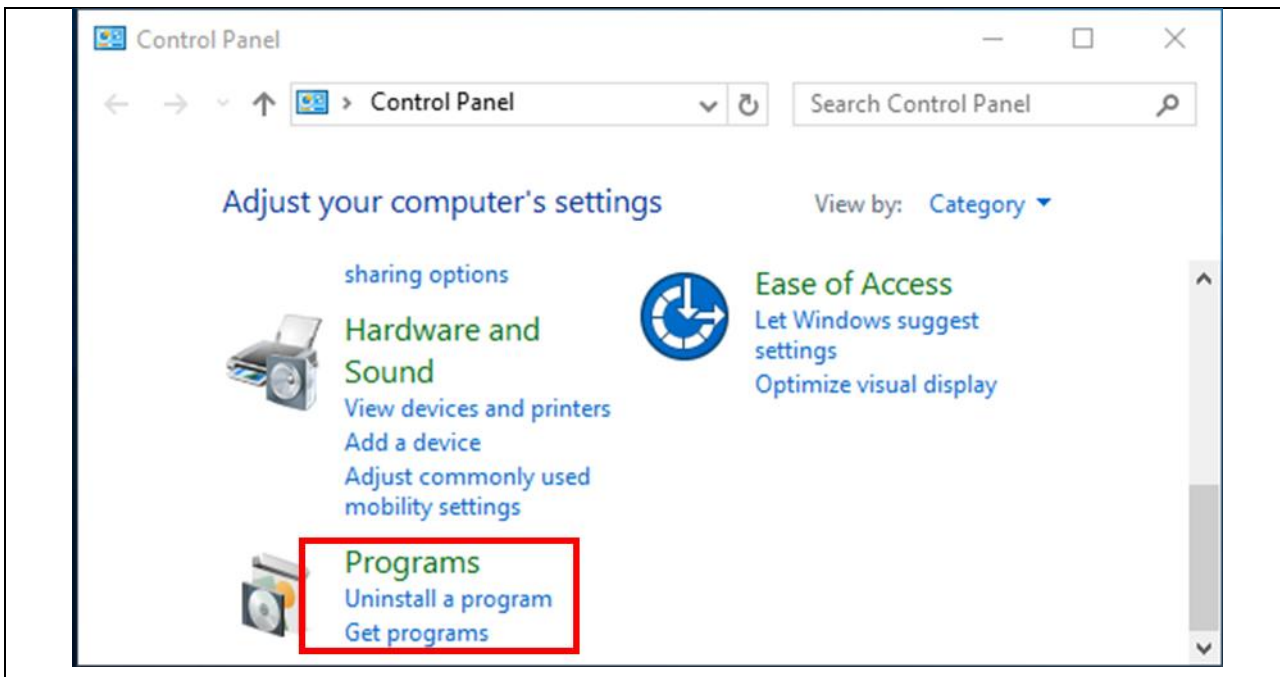 Control Panel
Control Panel
Search Control Panel
Adjust your computer's settings
View by: Category
sharing options
Hardware and
Sound
View devices and printers
Add a device
Adjust commonly used
mobility settings
Programs
Uninstall a program
Get programs
Ease of Access
Let Windows suggest
settings
Optimize visual display